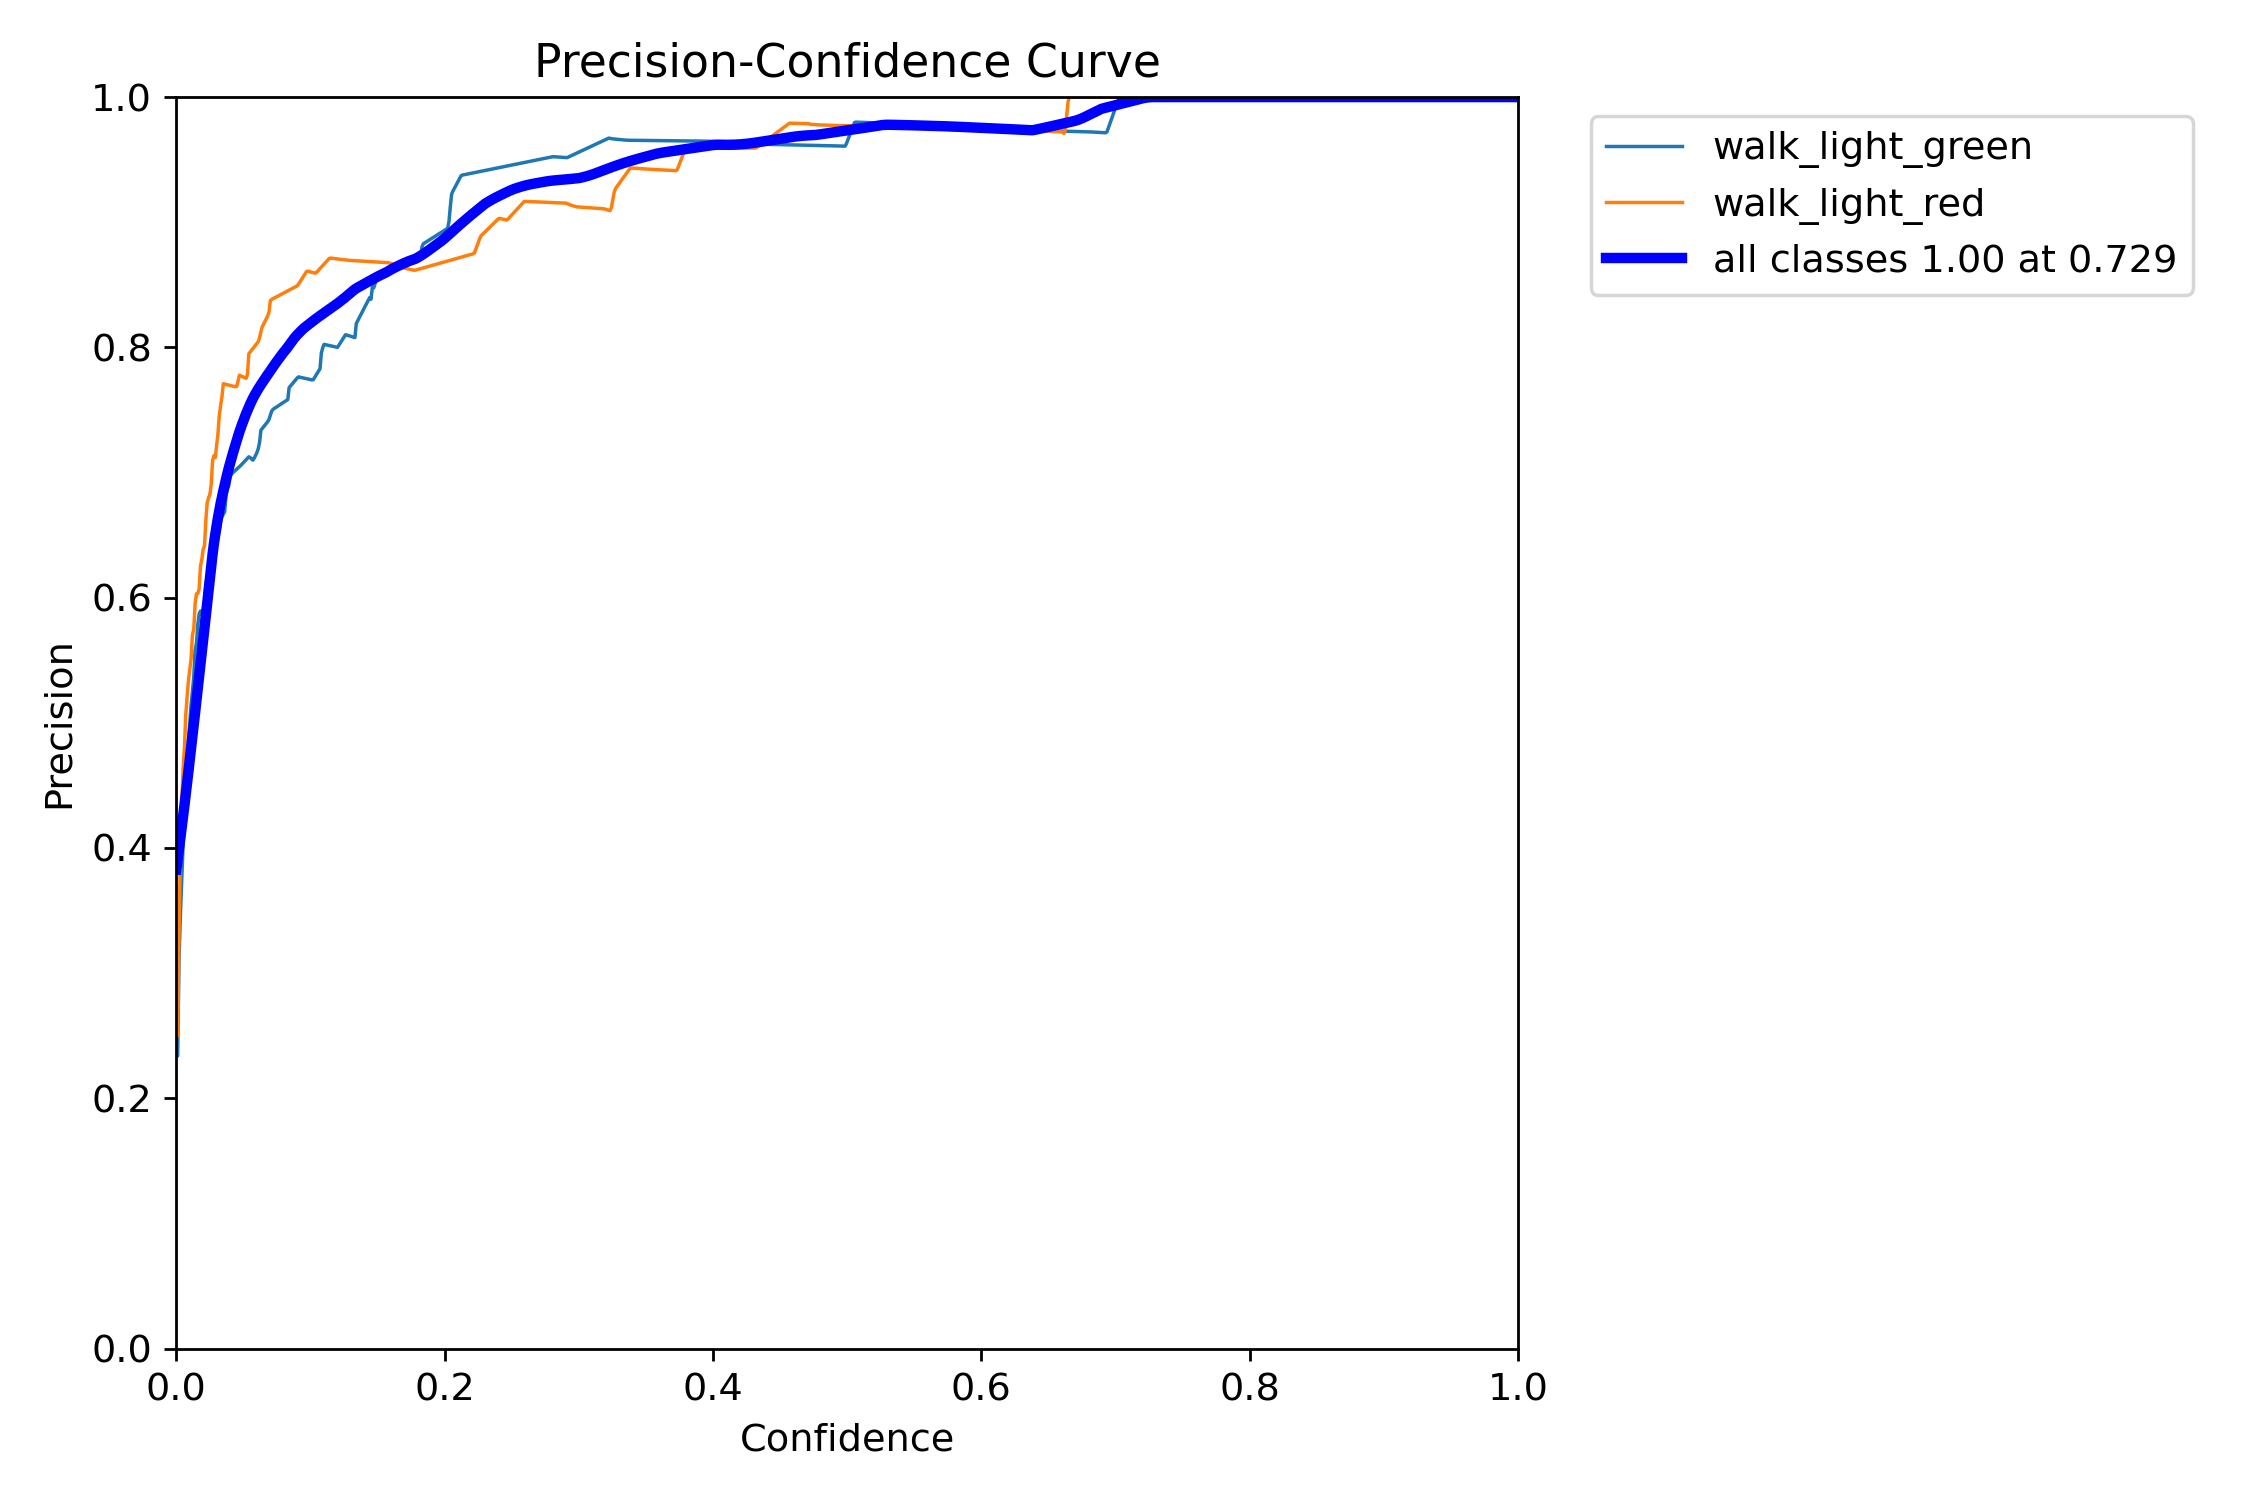 Precision-Confidence Curve
1.0
0.8
0.6
0.4
0.2
0.0
Precision
0.0 0.2 0.4 0.6 0.8 1.0
Confidence
walk_light_green
walk_light_red
all classes 1.00 at 0.729